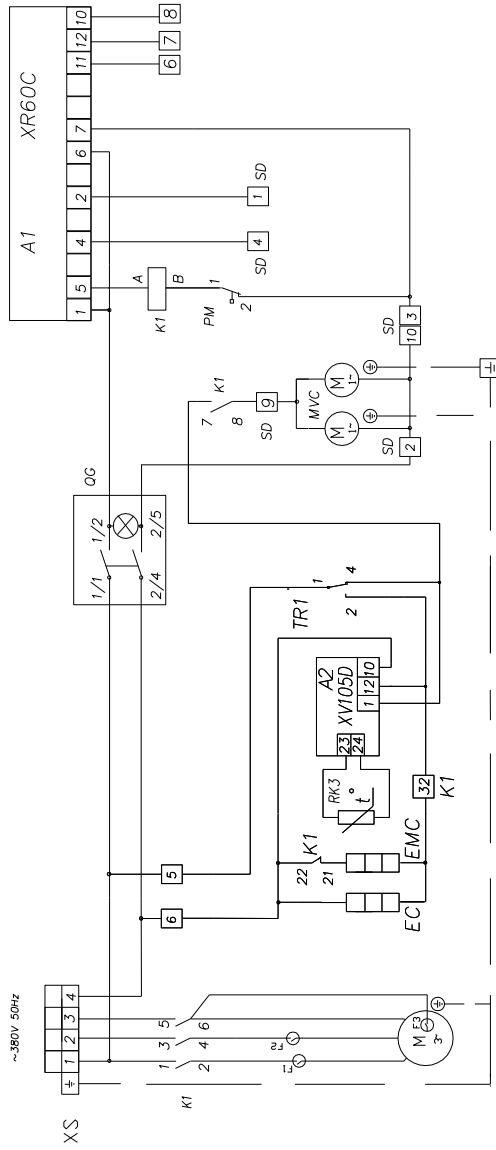 A1 XR60C
1 5 4 2 6 7 11 12 10
6 7 8
A
K1
B
PM 1
2
4 SD
1 SD
SD
10 3
QG
1/1 1/2
2/4 2/5
K1
7
8
SD 9
MVC
M 1~
M 1~
SD 2
TR1
1
2 4
A2
XV105D
23 24
1 12 10
RK3
t°
K1
22
21
EC
EMC
32
K1
5
6
~380V 50Hz
XS
1 2 3 4
K1
1 3 5
2 4 6
F1
F2
F3
M
3~